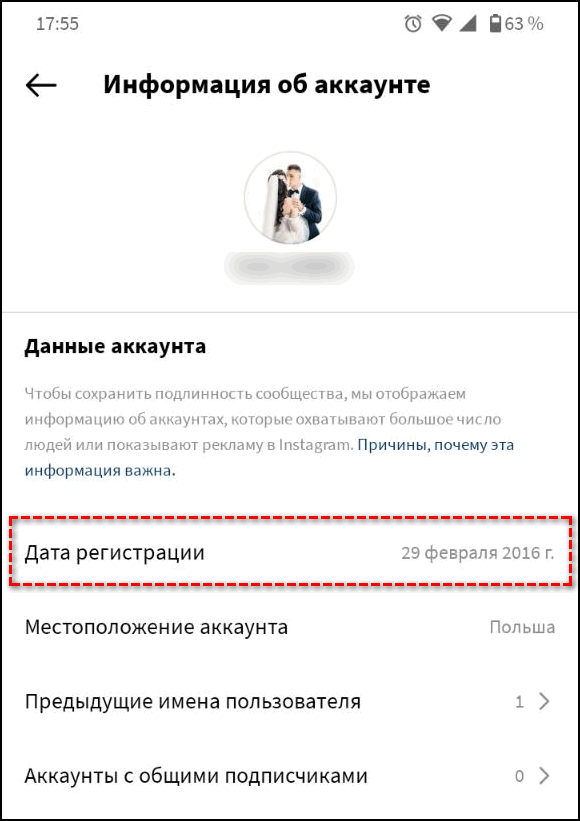 17:55
63 %
Информация об аккаунте
Данные аккаунта
Чтобы сохранить подлинность сообщества, мы отображаем
информацию об аккаунтах, которые охватывают большое число
людей или показывают рекламу в Instagram. Причины, почему эта
информация важна.
Дата регистрации 29 февраля 2016 г.
Местоположение аккаунта Польша
Предыдущие имена пользователя 1
Аккаунты с общими подписчиками 0